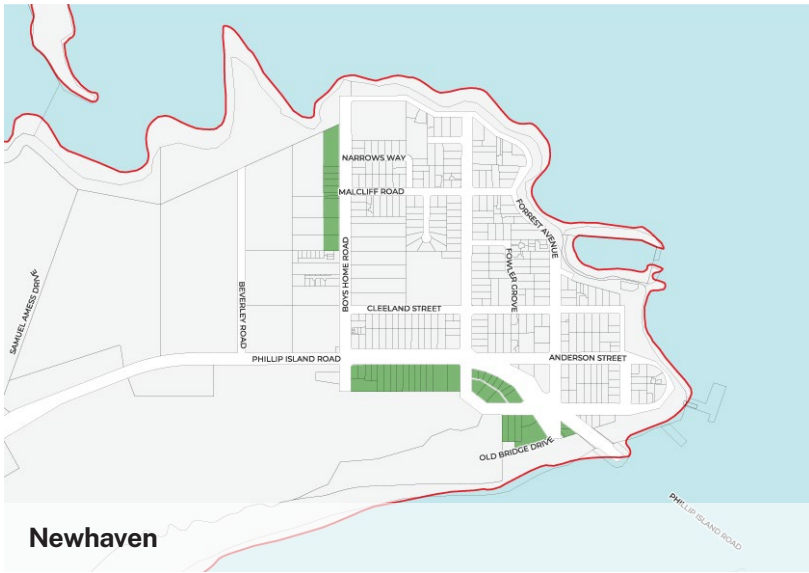 NARROWS WAY
MALCLIFF ROAD
FORREST AVENUE
BOYS HOME ROAD
FOWLER GROVE
SAMUEL AMESS DRIVE
BEVERLEY ROAD
CLEELAND STREET
PHILLIP ISLAND ROAD
ANDERSON STREET
OLD BRIDGE DRIVE
PHILLIP ISLAND ROAD
Newhaven